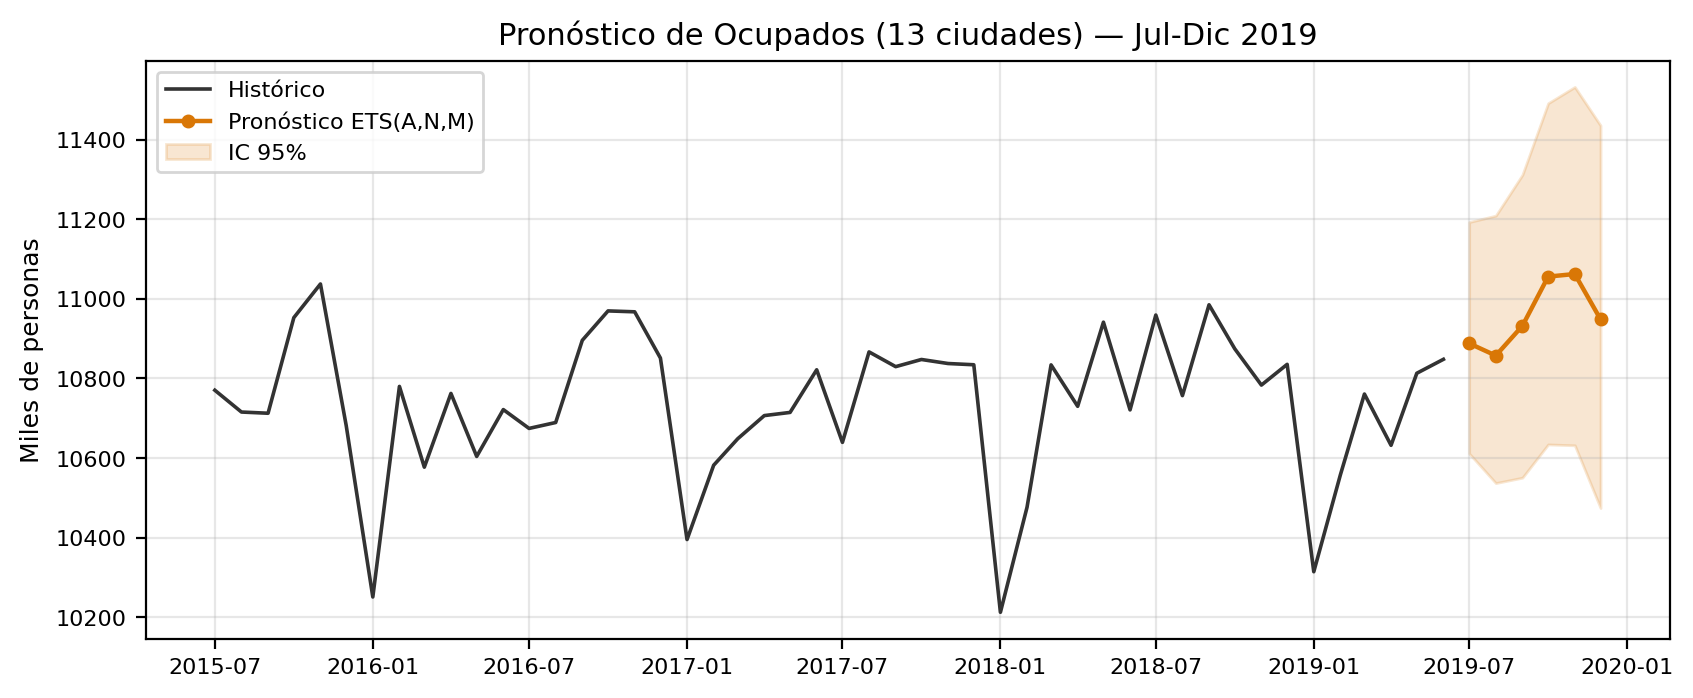 Pronóstico de Ocupados (13 ciudades) — Jul-Dic 2019
Histórico
Pronóstico ETS(A,N,M)
IC 95%
Miles de personas
11400
11200
11000
10800
10600
10400
10200
2015-07 2016-01 2016-07 2017-01 2017-07 2018-01 2018-07 2019-01 2019-07 2020-01